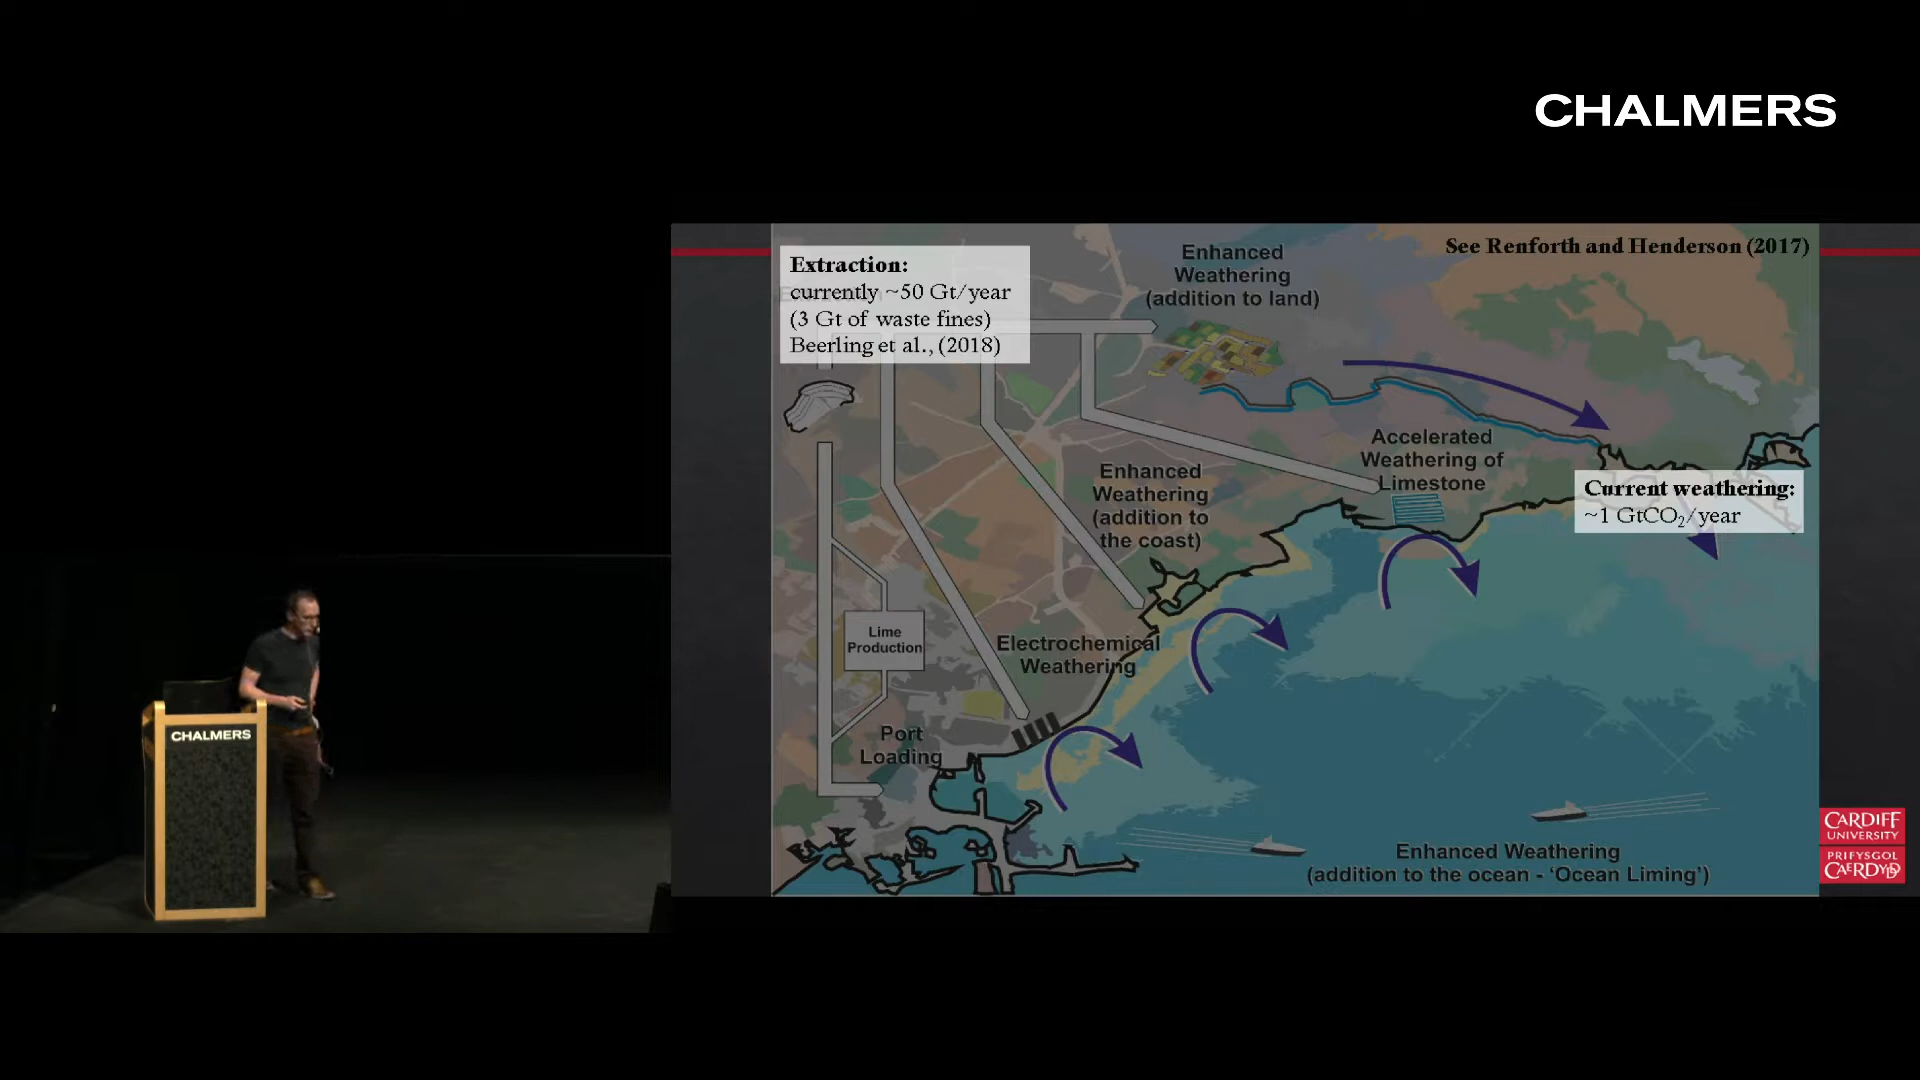 CHALMERS
See Renforth and Henderson (2017)
Extraction:
currently ~50 Gt/year
(3 Gt of waste fines)
Beerling et al., (2018)
Enhanced
Weathering
(addition to land)
Accelerated
Weathering of
Limestone
Enhanced
Weathering
(addition to
the coast)
Current weathering:
~1 GtCO₂/year
Lime
Production
Electrochemical
Weathering
Port
Loading
Enhanced Weathering
(addition to the ocean - ‘Ocean Liming’)
CHALMERS
CARDIFF
UNIVERSITY
PRIFYSGOL
CAERDYDD